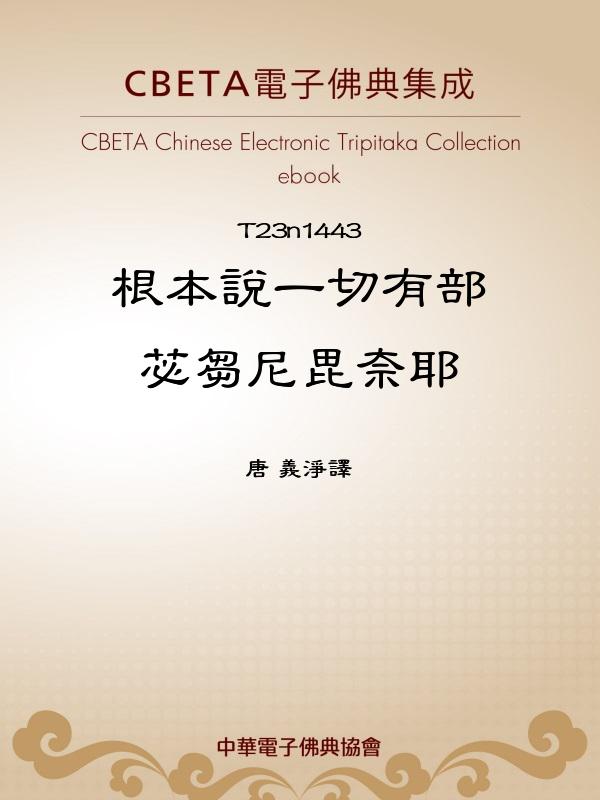 CBETA電子佛典集成
CBETA Chinese Electronic Tripitaka Collection
ebook
T23n1443
根本說一切有部
苾芻尼毘奈耶
唐 義淨譯
中華電子佛典協會